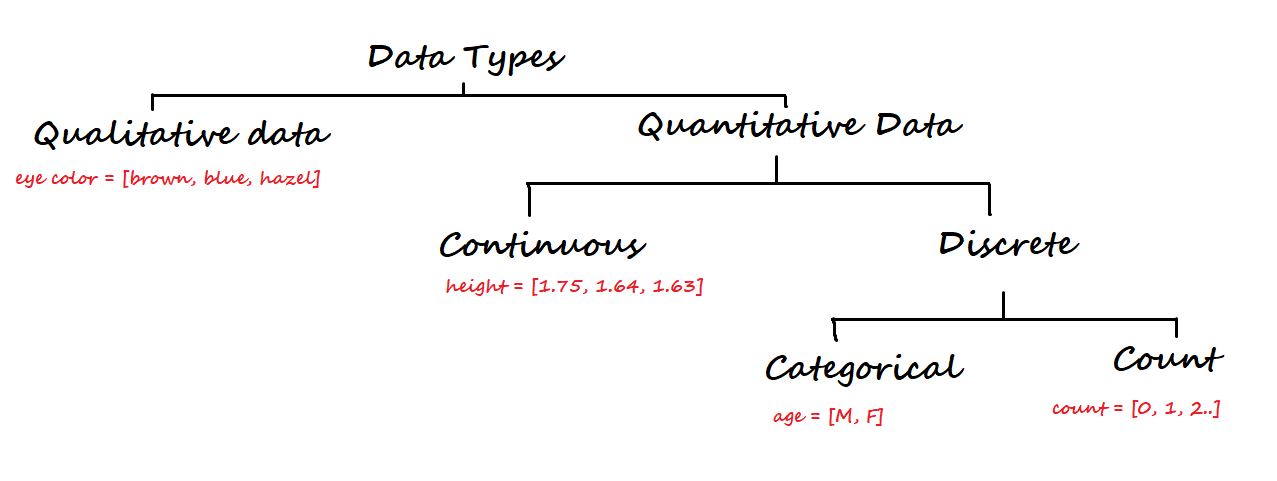 Data Types
Qualitative data
Quantitative Data
eye color = [brown, blue, hazel]
Continuous
Discrete
height = [1.75, 1.64, 1.63]
Categorical
Count
age = [M, F]
count = [0, 1, 2..]